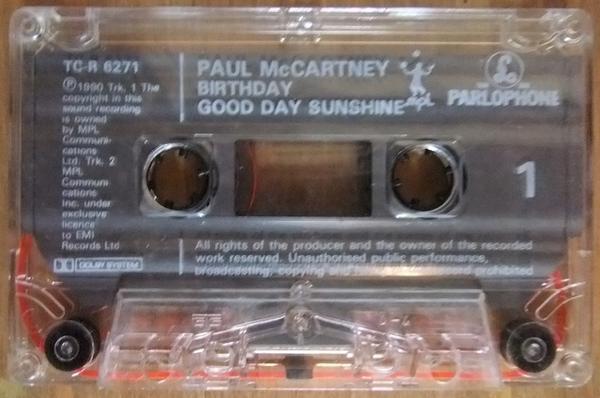 TC-R 6271
℗1990 Trk. 1 The
copyright in this
sound recording
is owned
by MPL
Communi-
cations
Ltd. Trk. 2
MPL
Communi
cations
Inc. under
exclusive
licence
to EMI
Records Ltd
DOLBY SYSTEM
PAUL McCARTNEY
BIRTHDAY
GOOD DAY SUNSHINE
mpl
PARLOPHONE
1
All rights of the producer and the owner of the recorded
work reserved. Unauthorised public performance,
broadcasting, copying and prohibited